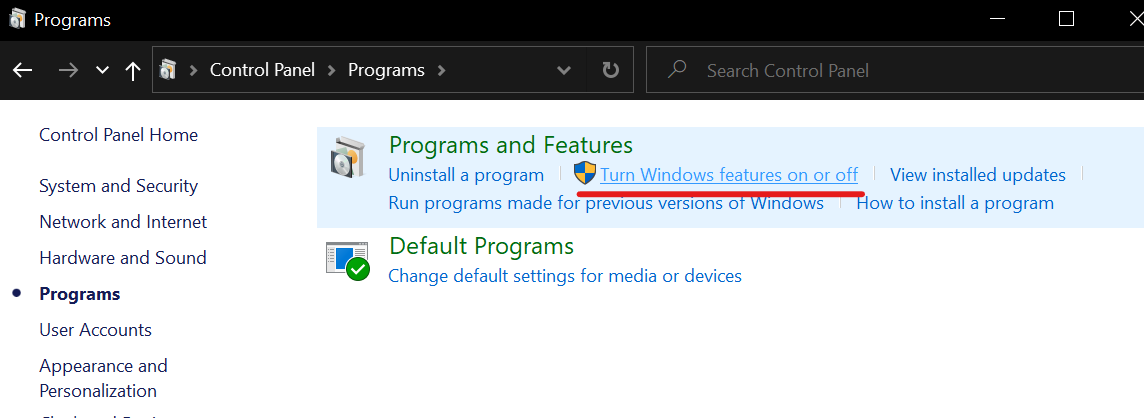 Programs
Control Panel
Programs
Search Control Panel
Control Panel Home
System and Security
Network and Internet
Hardware and Sound
Programs
User Accounts
Appearance and
Personalization
Programs and Features
Uninstall a program
Turn Windows features on or off
View installed updates
Run programs made for previous versions of Windows
How to install a program
Default Programs
Change default settings for media or devices